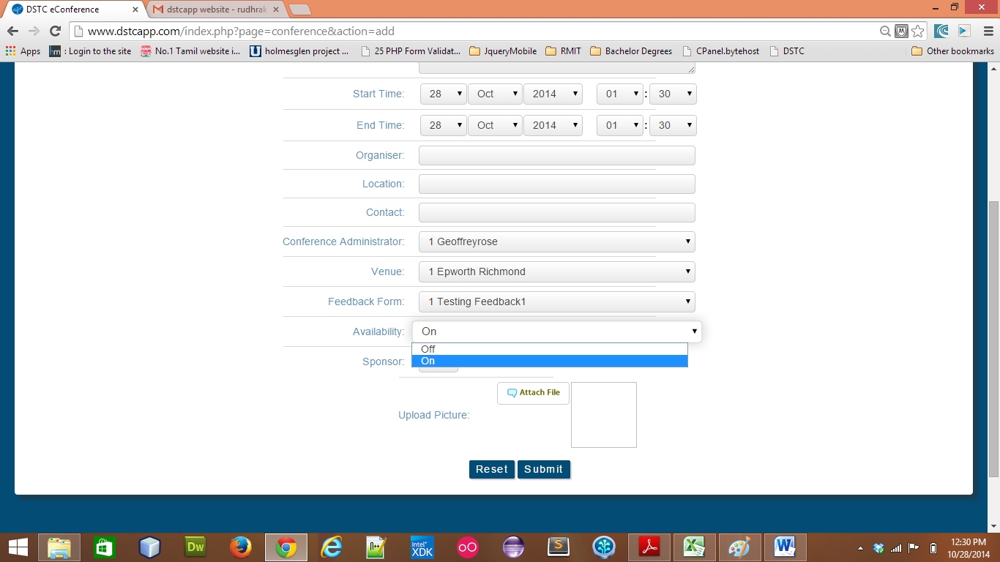 DSTC eConference
dstcapp website - rudhrak
www.dstcapp.com/index.php?page=conference&action=add
Apps hm : Login to the site No.1 Tamil website i... holmesglen project ... 25 PHP Form Validat... JqueryMobile RMIT Bachelor Degrees CPanel.bytehost DSTC Other bookmarks
Start Time: 28 Oct 2014 01 : 30
End Time: 28 Oct 2014 01 : 30
Organiser:
Location:
Contact:
Conference Administrator: 1 Geoffreyrose
Venue: 1 Epworth Richmond
Feedback Form: 1 Testing Feedback1
Availability: On
Off
On
Sponsor:
Attach File
Upload Picture:
Reset Submit
Dw intel XDK S
12:30 PM
10/28/2014